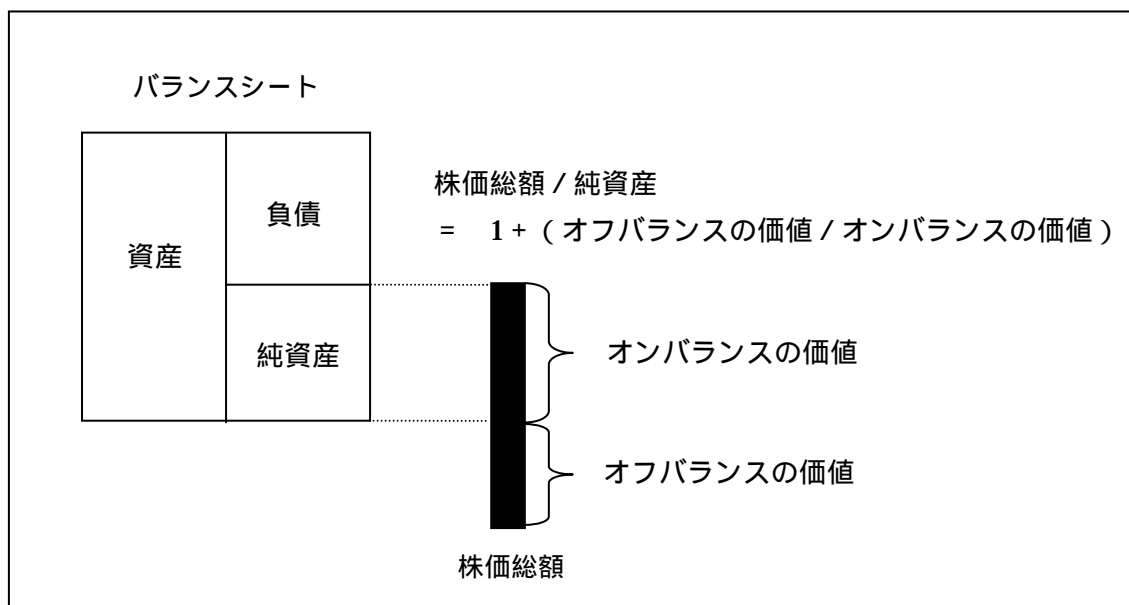 バランスシート
資産
負債
純資産
株価総額 / 純資産
= 1 + ( オフバランスの価値 / オンバランスの価値 )
オンバランスの価値
オフバランスの価値
株価総額